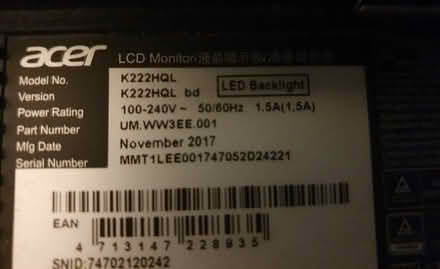 acer LCD Monitor
Model No. K222HQL
Version K222HQL bd LED Backlight
Power Rating 100-240V~ 50/60Hz 1.5A(1,5A)
Part Number UM.WW3EE.001
Mfg Date November 2017
Serial Number MMT1LEE001747052D24221
EAN
4 713147 228935
SNID:74702120242